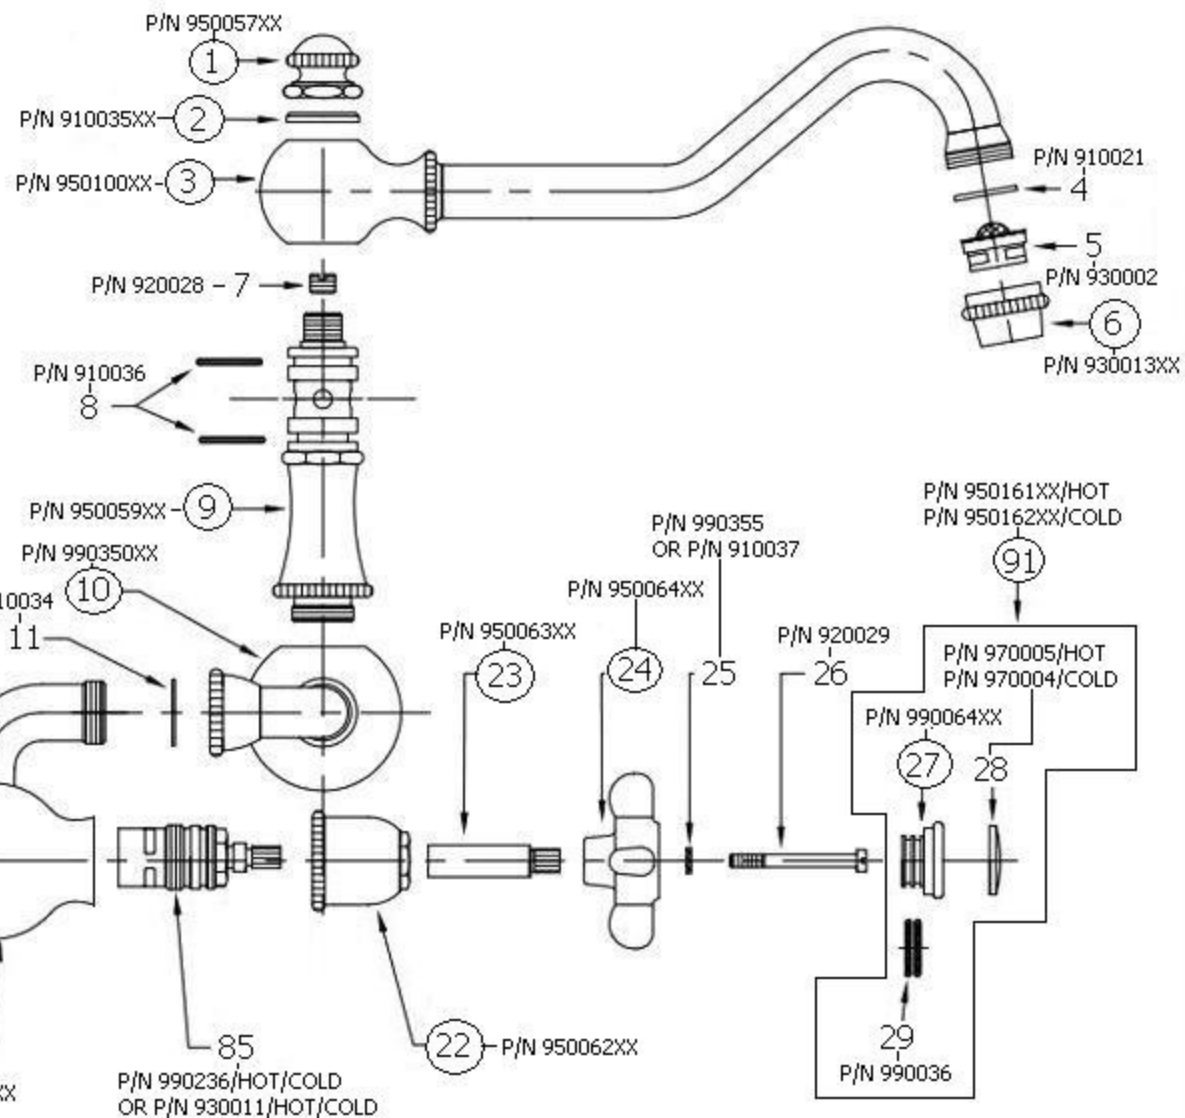 P/N 950057XX
1
P/N 910035XX
2
P/N 950100XX
3
P/N 910021
4
5
P/N 930002
P/N 920028
7
6
P/N 930013XX
P/N 910036
8
P/N 950059XX
9
P/N 990350XX
10
10034
11
P/N 950161XX/HOT
P/N 950162XX/COLD
91
P/N 990355
OR P/N 910037
P/N 950064XX
P/N 950063XX
23
24
25
P/N 920029
26
P/N 970005/HOT
P/N 970004/COLD
P/N 990064XX
27
28
22
P/N 950062XX
29
P/N 990036
85
P/N 990236/HOT/COLD
OR P/N 930011/HOT/COLD
XX